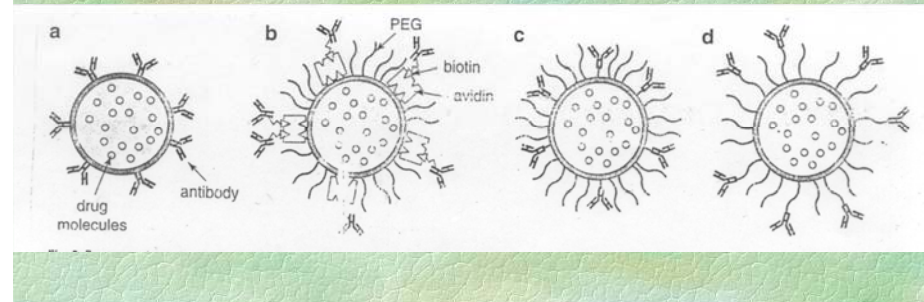 a
b
c
d
PEG
biotin
avidin
antibody
drug
molecules